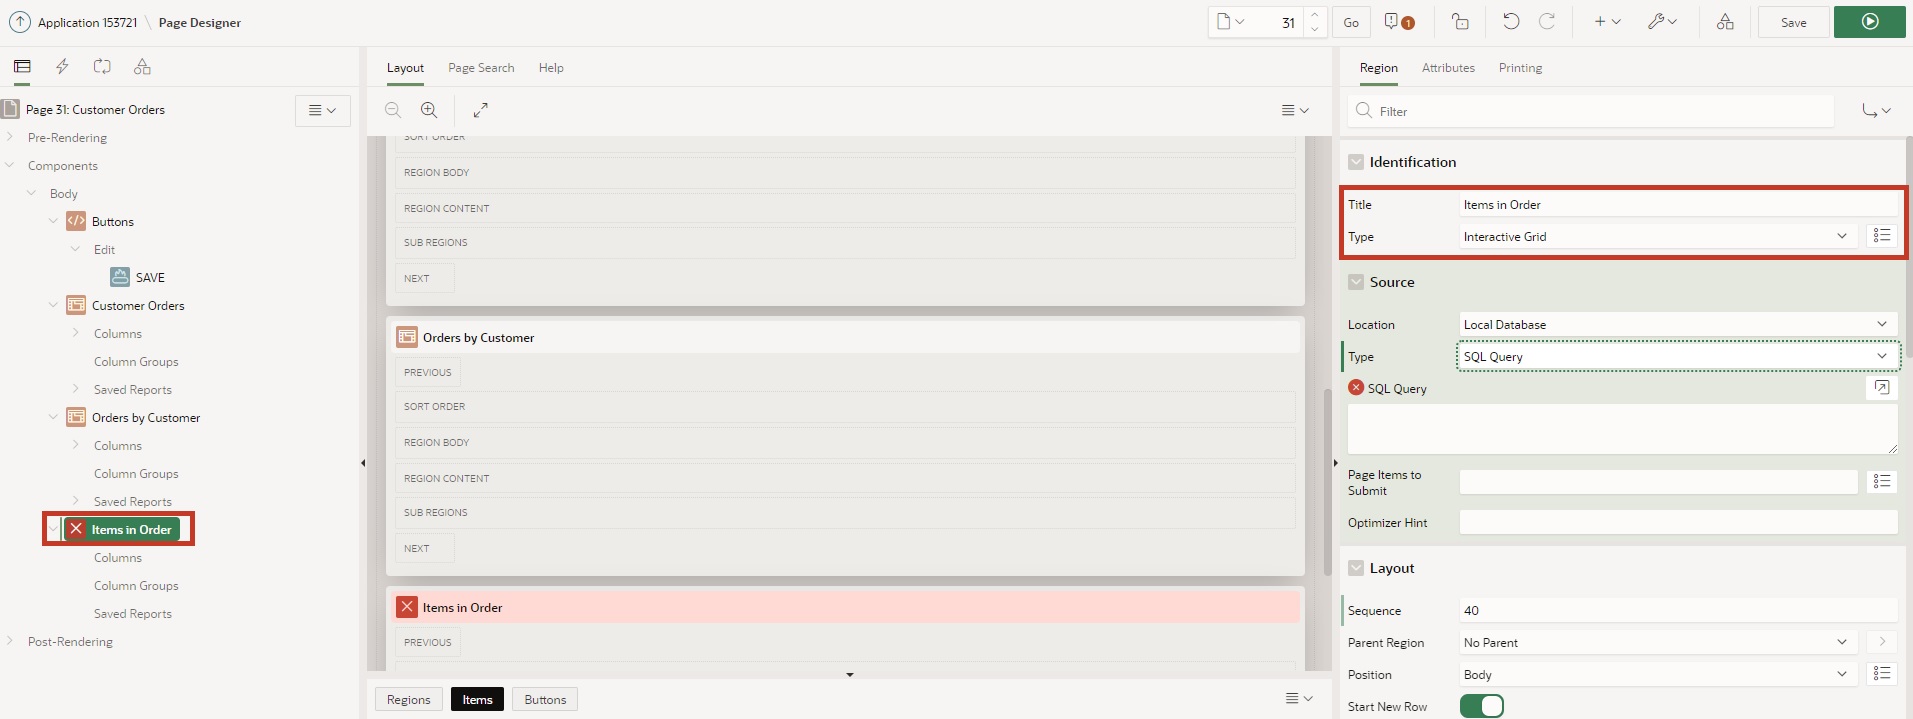 Application 153721 \ Page Designer
31
Go
1
Save
Page 31: Customer Orders
Pre-Rendering
Components
Body
Buttons
Edit
SAVE
Customer Orders
Columns
Column Groups
Saved Reports
Orders by Customer
Columns
Column Groups
Saved Reports
Items in Order
Columns
Column Groups
Saved Reports
Post-Rendering
Layout Page Search Help
SORT ORDER
REGION BODY
REGION CONTENT
SUB REGIONS
NEXT
Orders by Customer
PREVIOUS
SORT ORDER
REGION BODY
REGION CONTENT
SUB REGIONS
NEXT
Items in Order
PREVIOUS
Regions Items Buttons
Region Attributes Printing
Filter
Identification
Title Items in Order
Type Interactive Grid
Source
Location Local Database
Type SQL Query
SQL Query
Page Items to
Submit
Optimizer Hint
Layout
Sequence 40
Parent Region No Parent
Position Body
Start New Row